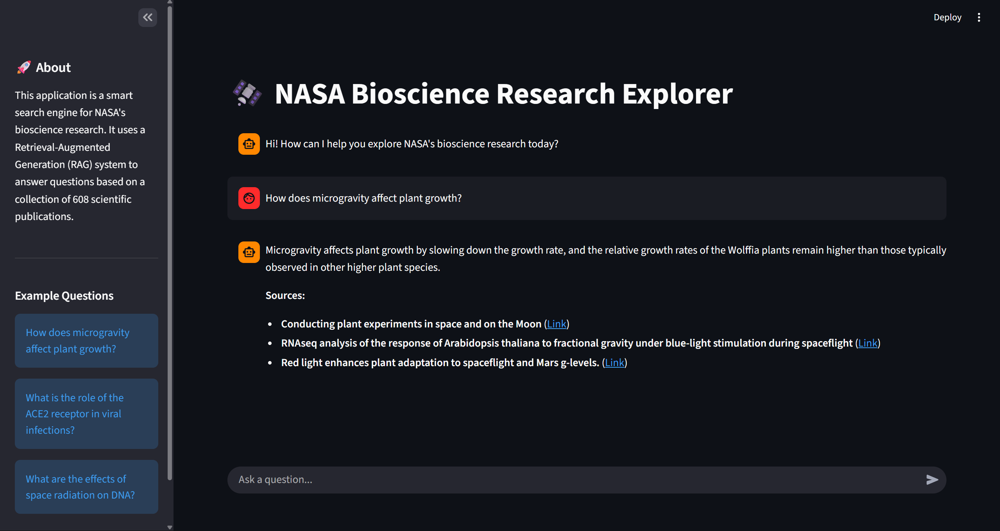 About
This application is a smart
search engine for NASA's
bioscience research. It uses a
Retrieval-Augmented
Generation (RAG) system to
answer questions based on a
collection of 608 scientific
publications.
Example Questions
How does microgravity
affect plant growth?
What is the role of the
ACE2 receptor in viral
infections?
What are the effects of
space radiation on DNA?
Deploy
NASA Bioscience Research Explorer
Hi! How can I help you explore NASA's bioscience research today?
How does microgravity affect plant growth?
Microgravity affects plant growth by slowing down the growth rate, and the relative growth rates of the Wolffia plants remain higher than those typically
observed in other higher plant species.
Sources:
• Conducting plant experiments in space and on the Moon (Link)
• RNAseq analysis of the response of Arabidopsis thaliana to fractional gravity under blue-light stimulation during spaceflight (Link)
• Red light enhances plant adaptation to spaceflight and Mars g-levels. (Link)
Ask a question...